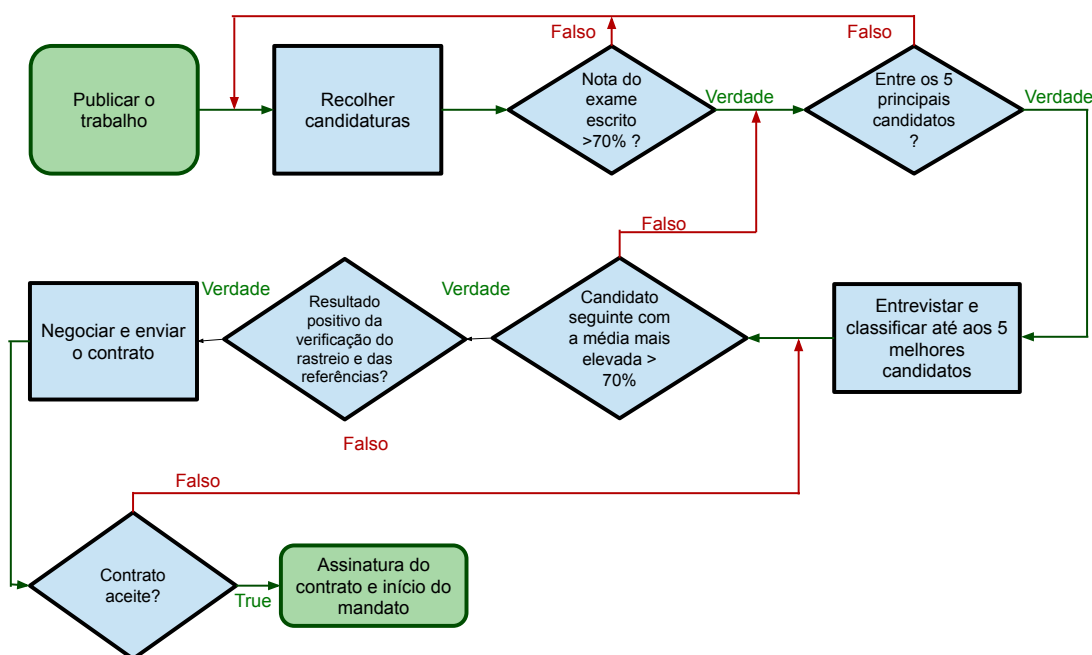 Falso
Falso
Publicar o
trabalho
Recolher
candidaturas
Nota do
exame
escrito
>70% ?
Verdade
Entre os 5
principais
candidatos
?
Verdade
Falso
Verdade
Resultado
positivo da
verificação do
rastreio e das
referências?
Verdade
Candidato
seguinte com
a média mais
elevada >
70%
Entrevistar e
classificar até aos 5
melhores
candidatos
Negociar e enviar
o contrato
Falso
Falso
Contrato
aceite?
True
Assinatura do
contrato e início do
mandato